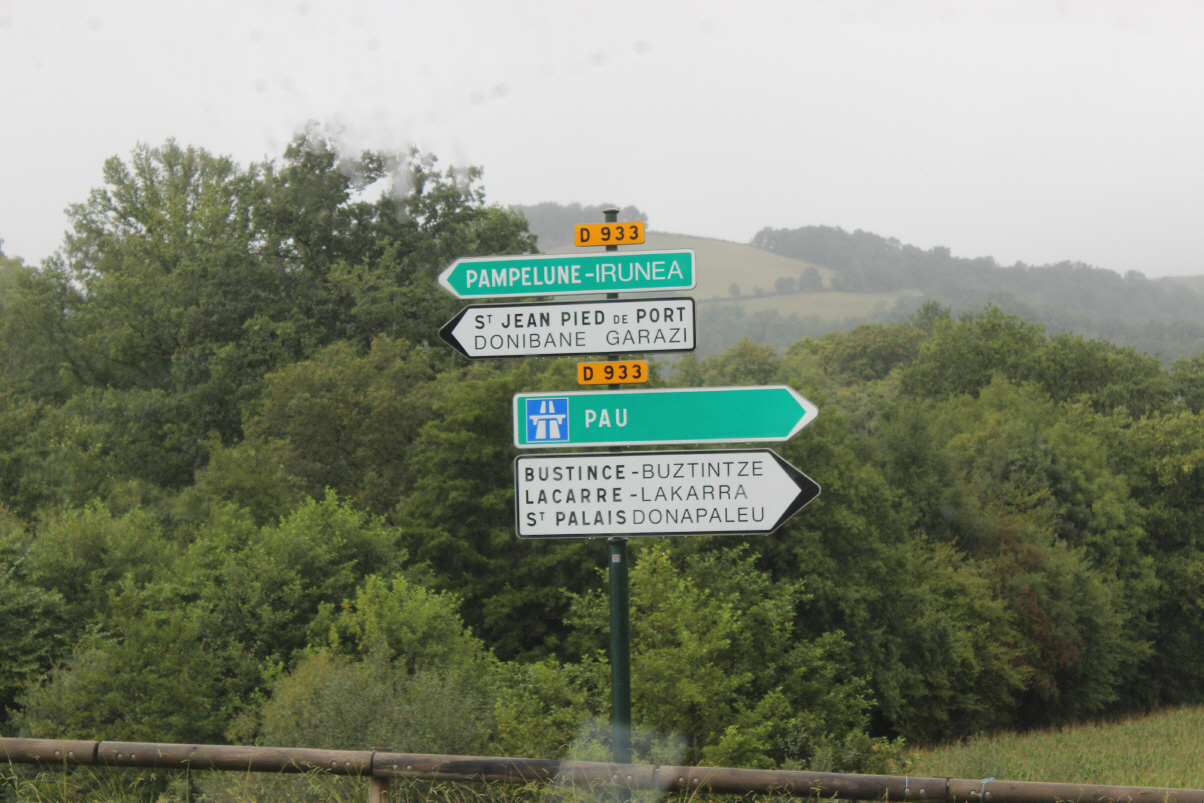 D 933
PAMPELUNE-IRUNEA
ST JEAN PIED DE PORT
DONIBANE GARAZI
D 933
PAU
BUSTINCE-BUZTINTZE
LACARRE-LAKARRA
ST PALAIS DONAPALEU